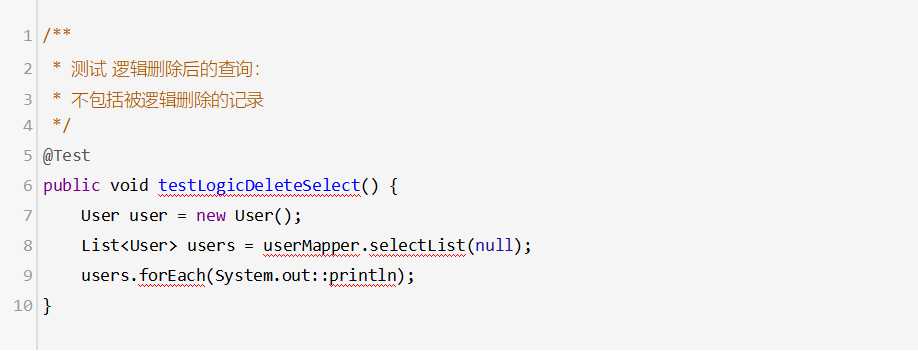 1 /**
2  * 测试 逻辑删除后的查询：
3  * 不包括被逻辑删除的记录
4  */
5 @Test
6 public void testLogicDeleteSelect() {
7     User user = new User();
8     List<User> users = userMapper.selectList(null);
9     users.forEach(System.out::println);
10 }